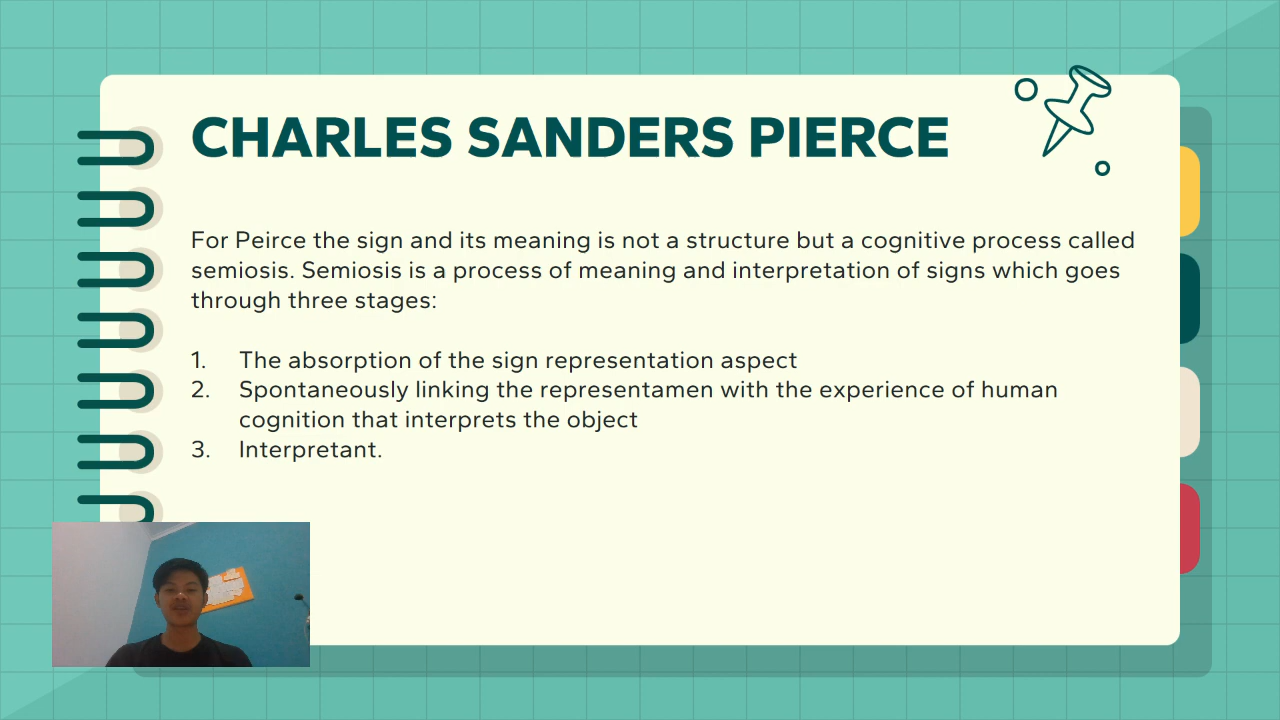 CHARLES SANDERS PIERCE
For Peirce the sign and its meaning is not a structure but a cognitive process called
semiosis. Semiosis is a process of meaning and interpretation of signs which goes
through three stages:
1. The absorption of the sign representation aspect
2. Spontaneously linking the representamen with the experience of human
cognition that interprets the object
3. Interpretant.